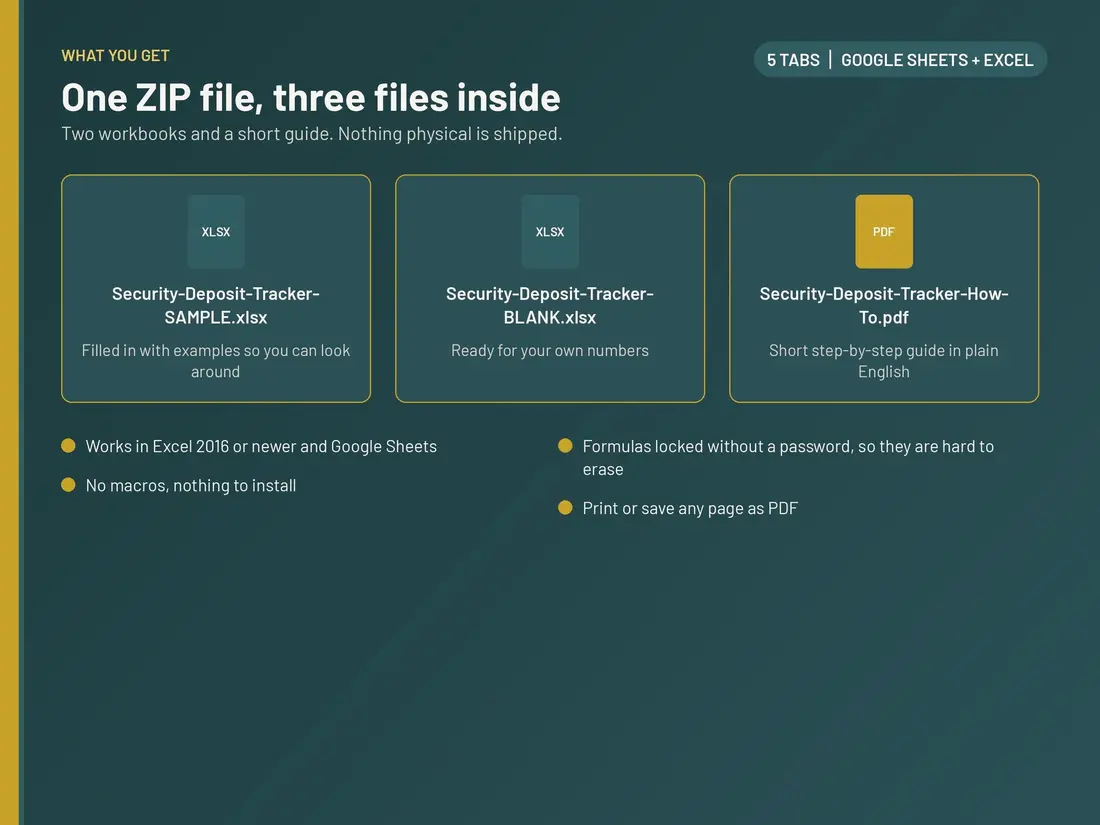 WHAT YOU GET
5 TABS | GOOGLE SHEETS + EXCEL
One ZIP file, three files inside
Two workbooks and a short guide. Nothing physical is shipped.
XLSX
Security-Deposit-Tracker-
SAMPLE.xlsx
Filled in with examples so you can look
around
XLSX
Security-Deposit-Tracker-
BLANK.xlsx
Ready for your own numbers
PDF
Security-Deposit-Tracker-How-
To.pdf
Short step-by-step guide in plain
English
Works in Excel 2016 or newer and Google Sheets
No macros, nothing to install
Formulas locked without a password, so they are hard to
erase
Print or save any page as PDF